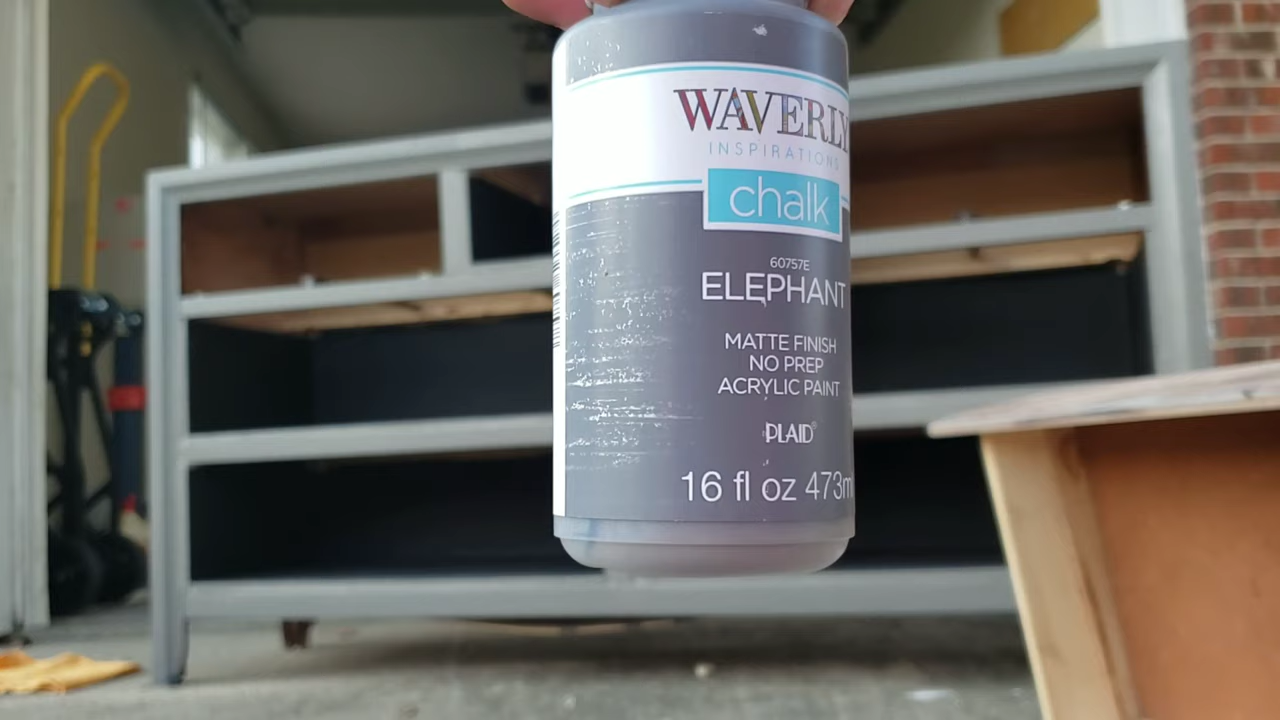 WAVERLY
INSPIRATIONS
chalk
60757E
ELEPHANT
MATTE FINISH
NO PREP
ACRYLIC PAINT
PLAID®
16 fl oz 473m